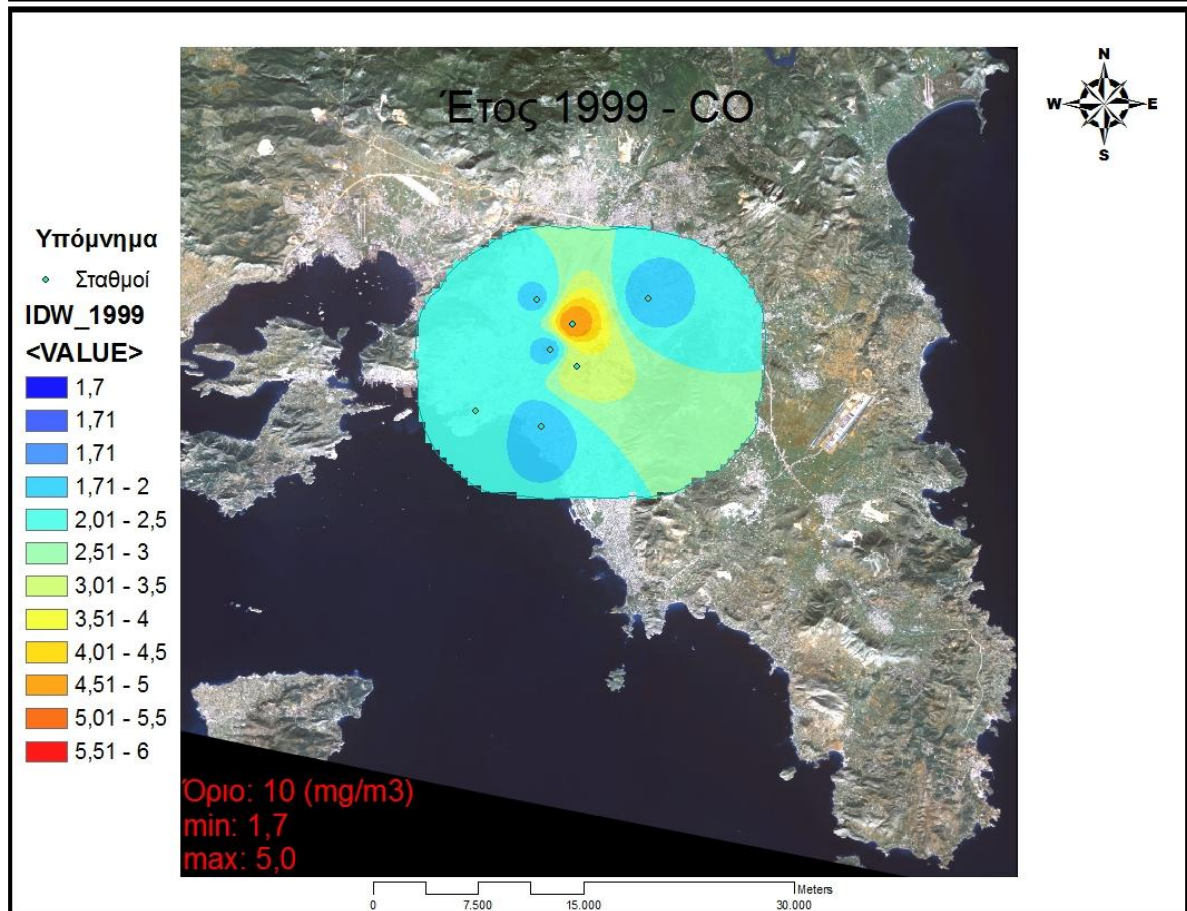 Έτος 1999 - CO
N
W E
S
Υπόμνημα
Σταθμοί
IDW_1999
<VALUE>
1,7
1,71
1,71
1,71 - 2
2,01 - 2,5
2,51 - 3
3,01 - 3,5
3,51 - 4
4,01 - 4,5
4,51 - 5
5,01 - 5,5
5,51 - 6
Όριο: 10 (mg/m3)
min: 1,7
max: 5,0
Meters
0 7.500 15.000 30.000